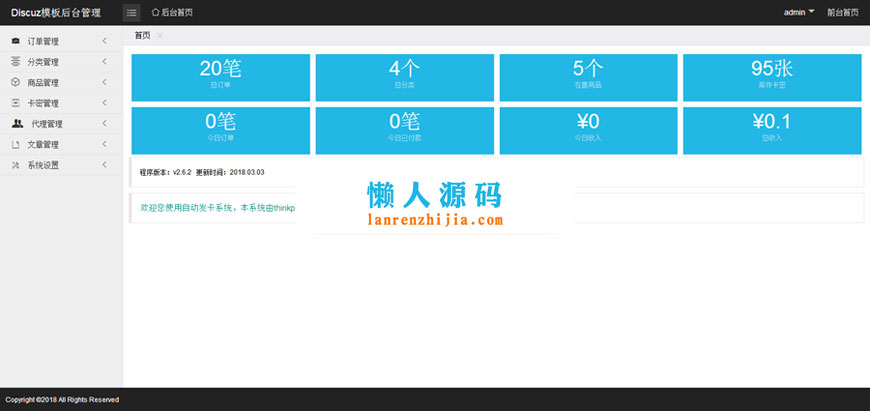 Discuz模板后台管理 后台首页 admin 前台首页
订单管理
分类管理
商品管理
卡密管理
代理管理
文章管理
系统设置
首页
20笔 4个 5个 95张
总订单 总分类 在售商品 库存卡密
0笔 0笔 ¥0 ¥0.1
今日订单 今日已付款 今日收入 总收入
程序版本：v2.6.2 更新时间：2018.03.03
欢迎您使用自动发卡系统，本系统由thinkp
懒人源码
lanrenzhijia.com
Copyright ©2018 All Rights Reserved